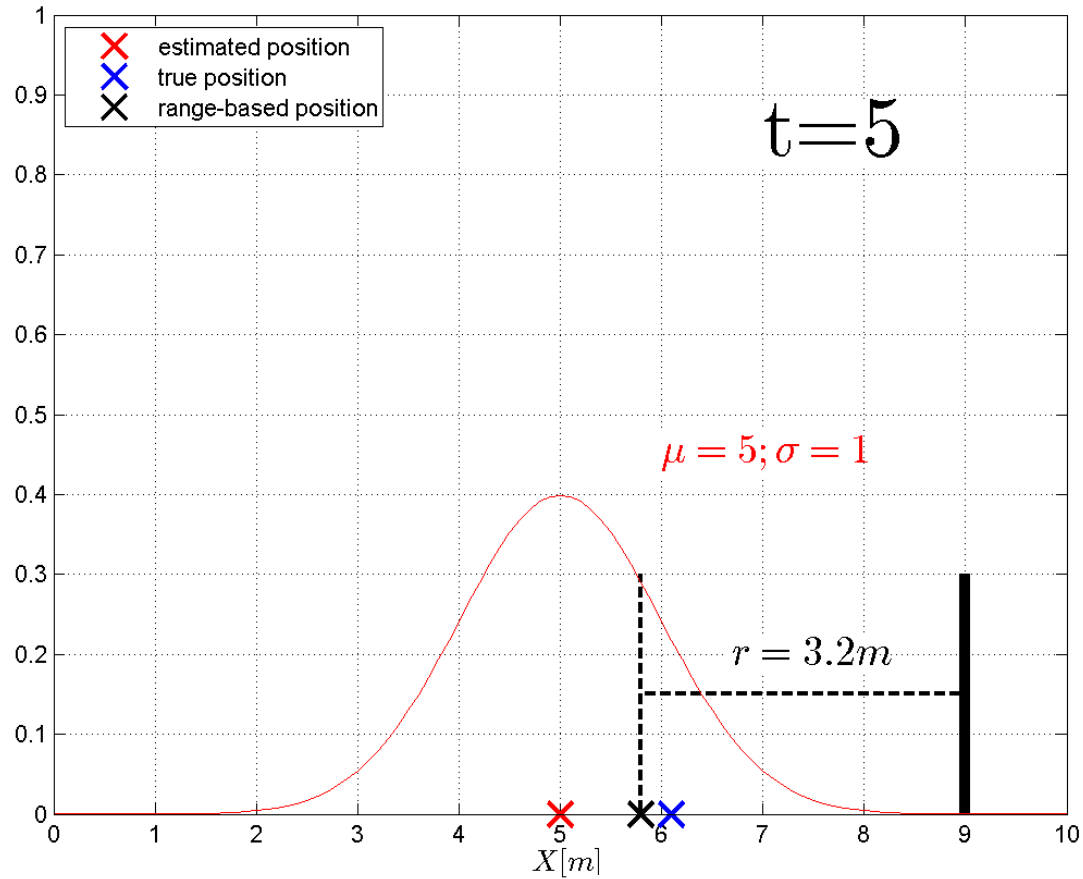 1
0.9
0.8
0.7
0.6
0.5
0.4
0.3
0.2
0.1
0
estimated position
true position
range-based position
t=5
μ = 5; σ = 1
r = 3.2m
0 1 2 3 4 5 6 7 8 9 10
X[m]